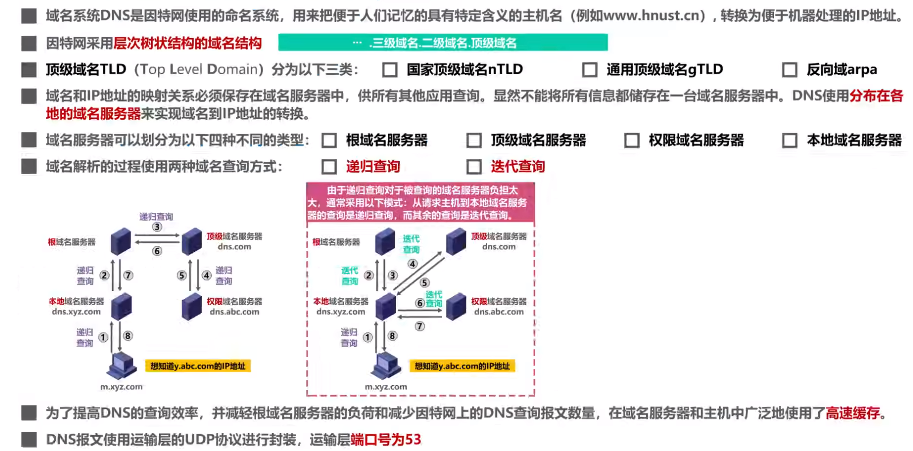 域名系统DNS是因特网使用的命名系统，用来把便于人们记忆的具有特定含义的主机名（例如www.hnust.cn）, 转换为便于机器处理的IP地址。
因特网采用层次树状结构的域名结构 … .三级域名.二级域名.顶级域名
顶级域名TLD（Top Level Domain）分为以下三类： 国家顶级域名nTLD 通用顶级域名gTLD 反向域arpa
域名和IP地址的映射关系必须保存在域名服务器中，供所有其他应用查询。显然不能将所有信息都储存在一台域名服务器中。DNS使用分布在各
地的域名服务器来实现域名到IP地址的转换。
域名服务器可以划分为以下四种不同的类型： 根域名服务器 顶级域名服务器 权限域名服务器 本地域名服务器
域名解析的过程使用两种域名查询方式： 递归查询 迭代查询
递归查询
③
根域名服务器
顶级域名服务器
dns.com
⑥
递归
查询
②
⑦
⑤
④
递归
查询
本地域名服务器
dns.xyz.com
权限域名服务器
dns.abc.com
递归
查询
①
⑧
想知道y.abc.com的IP地址
m.xyz.com
由于递归查询对于被查询的域名服务器负担太
大，通常采用以下模式：从请求主机到本地域名服务
器的查询是递归查询，而其余的查询是迭代查询。
根域名服务器
迭代
查询
顶级域名服务器
dns.com
迭代
查询
②
③
④
⑤
本地域名服务器
dns.xyz.com
⑥
迭代
查询
⑦
权限域名服务器
dns.abc.com
递归
查询
①
⑧
想知道y.abc.com的IP地址
m.xyz.com
为了提高DNS的查询效率，并减轻根域名服务器的负荷和减少因特网上的DNS查询报文数量，在域名服务器和主机中广泛地使用了高速缓存。
DNS报文使用运输层的UDP协议进行封装，运输层端口号为53